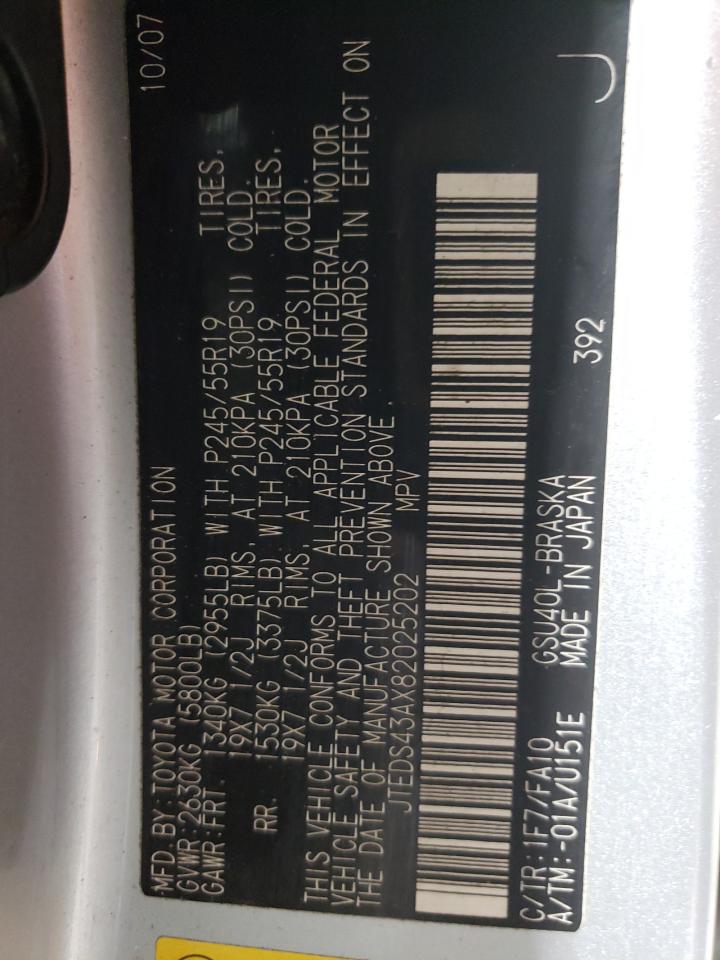 MFD. BY: TOYOTA MOTOR CORPORATION 10/07
GVWR: 2630KG (5800LB)
GAWR: FRT. 1340KG (2955LB) WITH P245/55R19 TIRES,
19X7 1/2J RIMS, AT 210KPA (30PSI) COLD.
RR. 1530KG (3375LB) WITH P245/55R19 TIRES,
19X7 1/2J RIMS, AT 210KPA (30PSI) COLD.
THIS VEHICLE CONFORMS TO ALL APPLICABLE FEDERAL MOTOR
VEHICLE SAFETY AND THEFT PREVENTION STANDARDS IN EFFECT ON
THE DATE OF MANUFACTURE SHOWN ABOVE.
JTEDS43AX82025202 MPV
C/TR: 1F7/FA10 GSU40L-BRASKA
A/TM: -01A/U151E MADE IN JAPAN 392 J